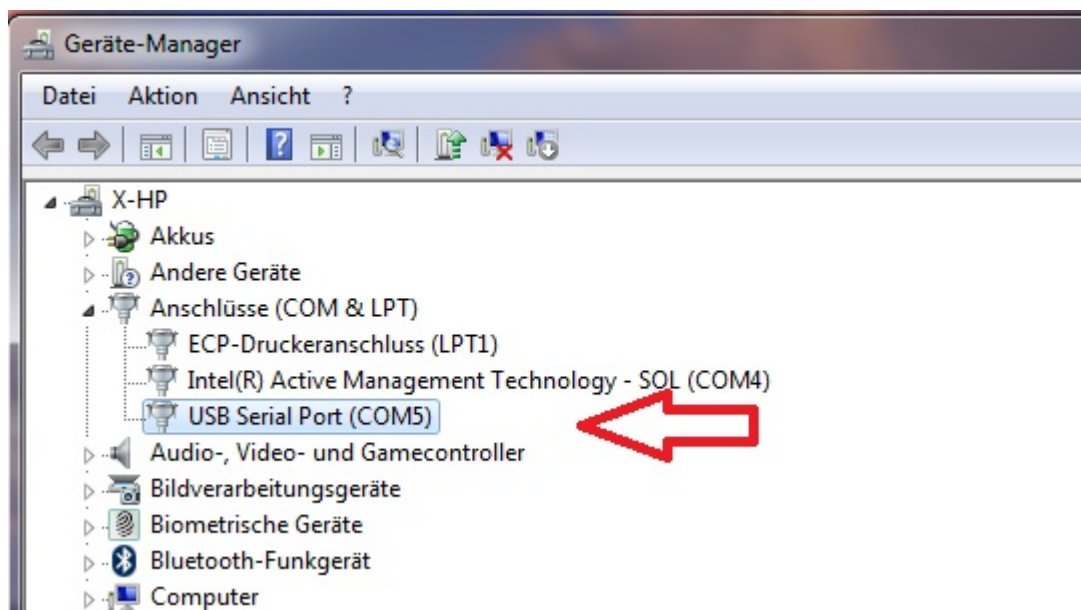 Geräte-Manager
Datei Aktion Ansicht ?
X-HP
Akkus
Andere Geräte
Anschlüsse (COM & LPT)
ECP-Druckeranschluss (LPT1)
Intel(R) Active Management Technology - SOL (COM4)
USB Serial Port (COM5)
Audio-, Video- und Gamecontroller
Bildverarbeitungsgeräte
Biometrische Geräte
Bluetooth-Funkgerät
Computer